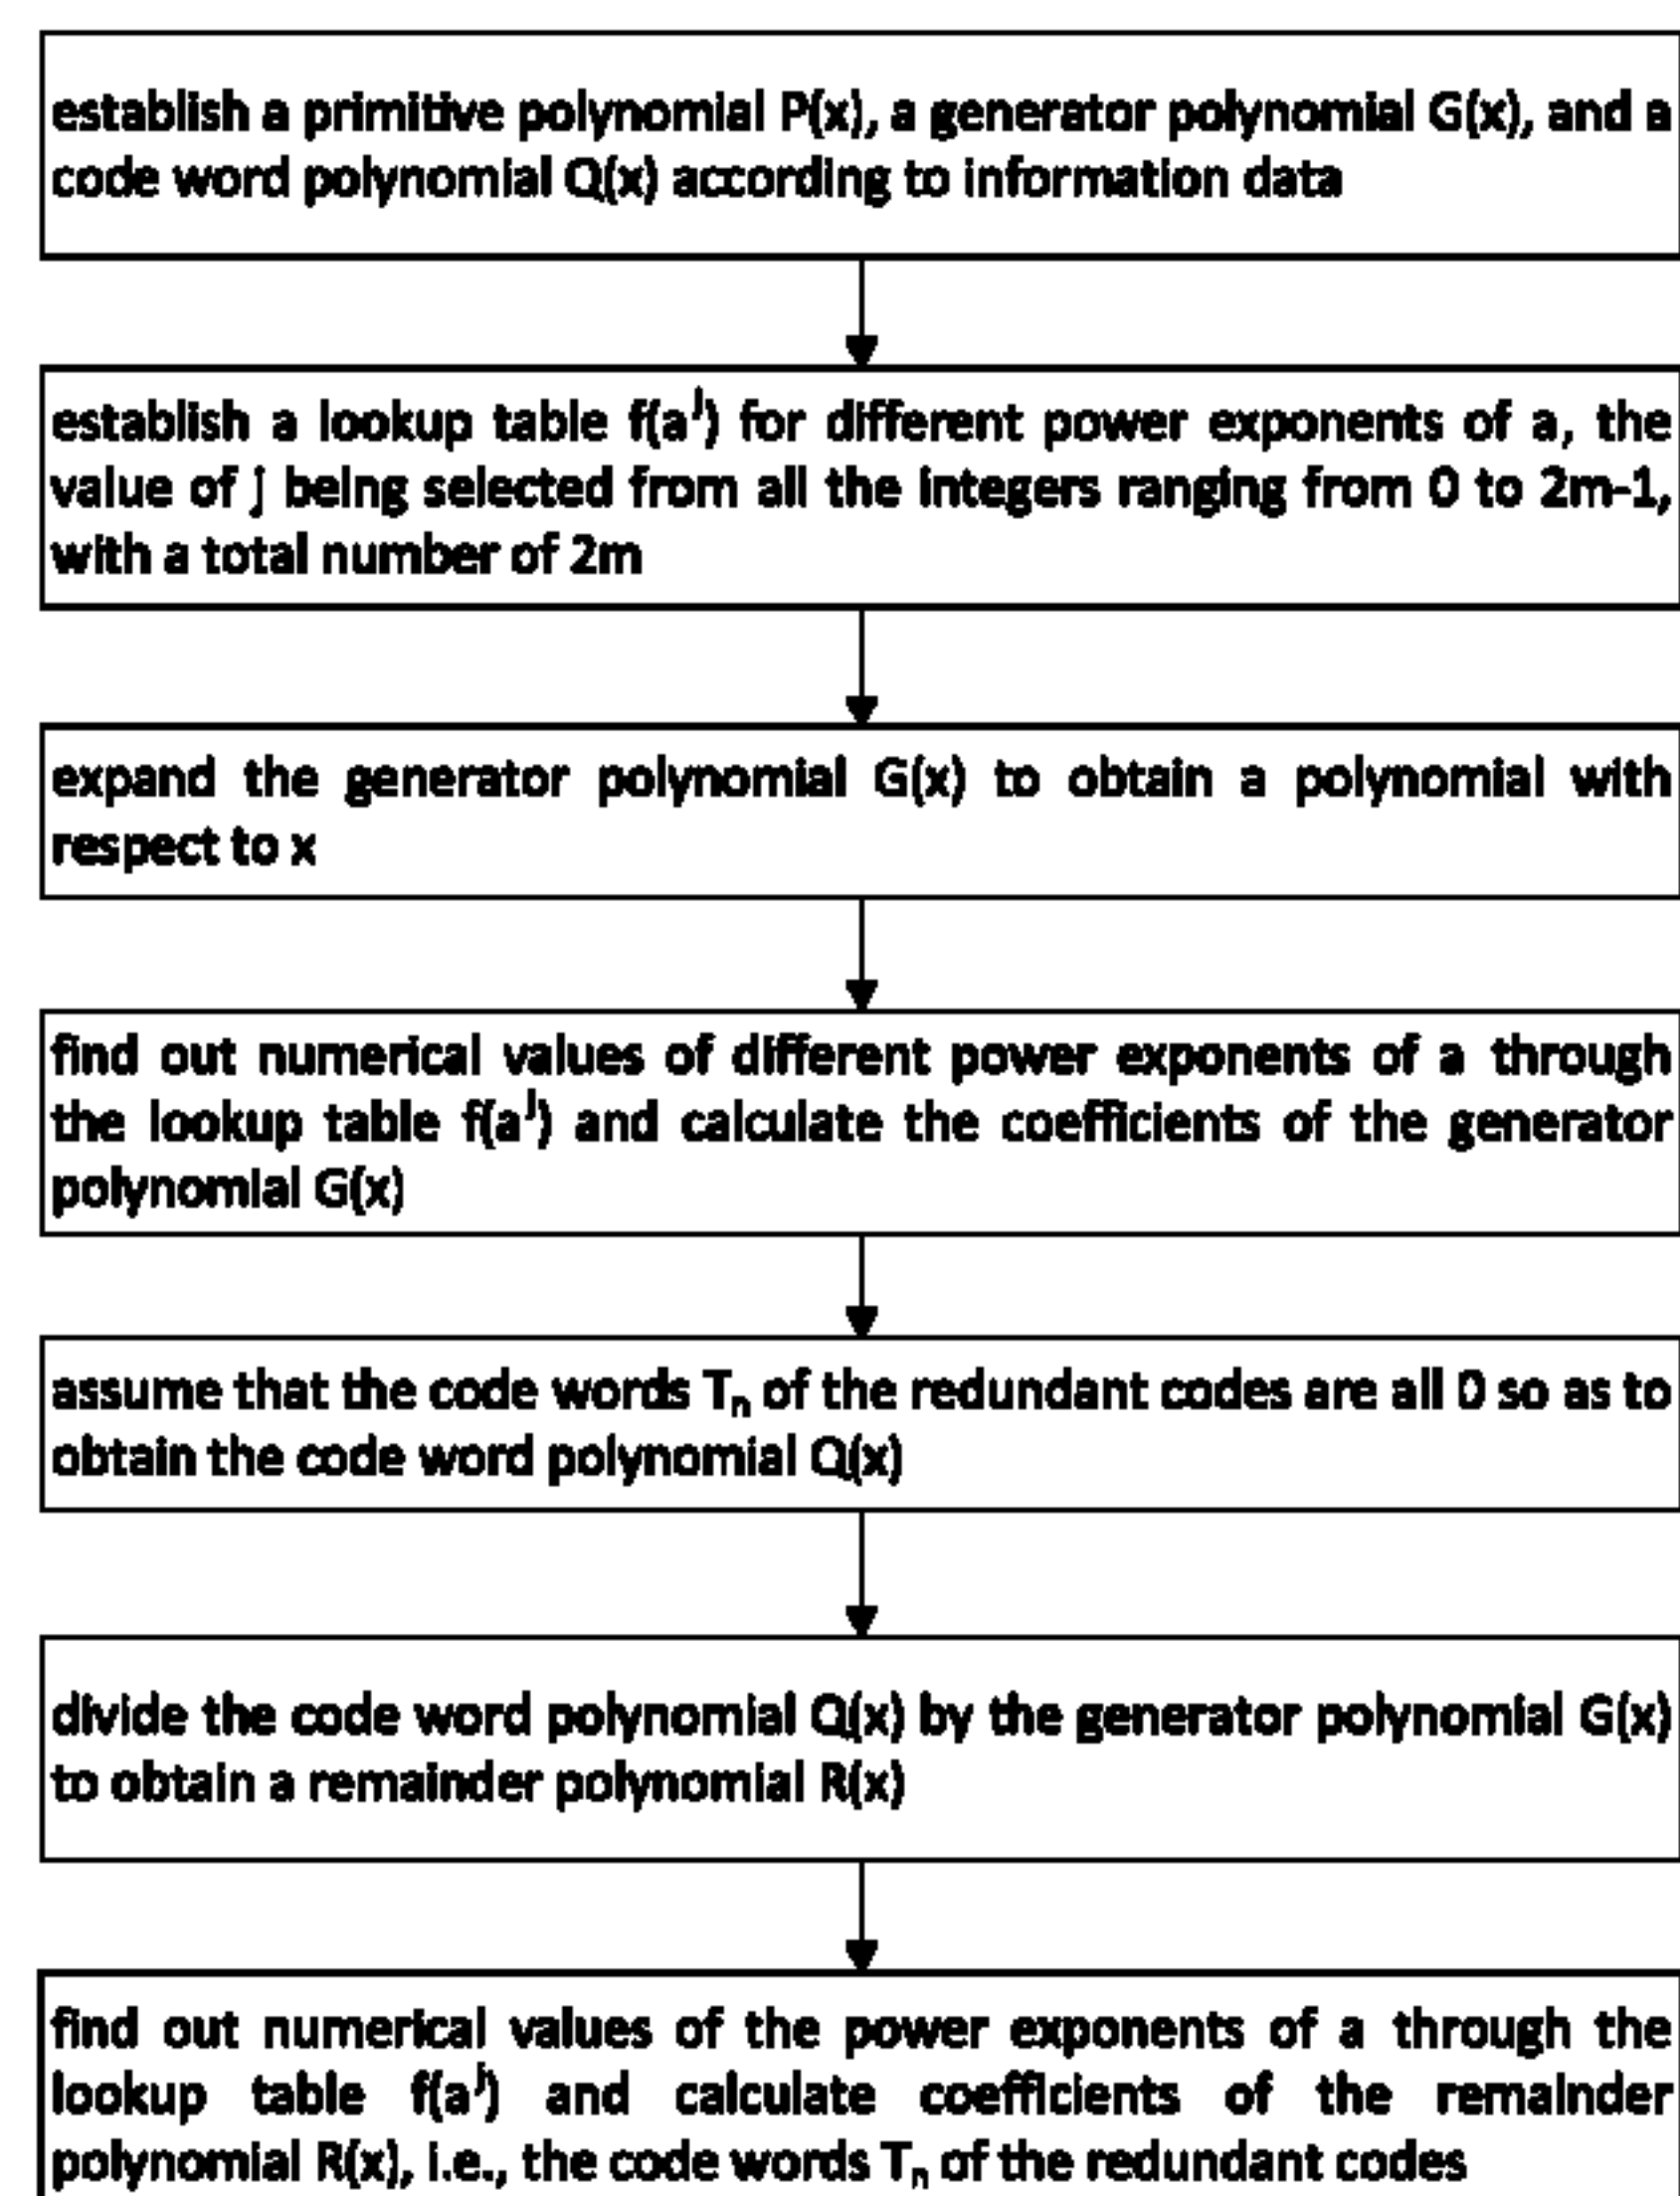 establish a primitive polynomial P(x), a generator polynomial G(x), and a
code word polynomial Q(x) according to information data
establish a lookup table f(a^j) for different power exponents of a, the
value of j being selected from all the integers ranging from 0 to 2m-1,
with a total number of 2m
expand the generator polynomial G(x) to obtain a polynomial with
respect to x
find out numerical values of different power exponents of a through
the lookup table f(a^j) and calculate the coefficients of the generator
polynomial G(x)
assume that the code words Tₙ of the redundant codes are all 0 so as to
obtain the code word polynomial Q(x)
divide the code word polynomial Q(x) by the generator polynomial G(x)
to obtain a remainder polynomial R(x)
find out numerical values of the power exponents of a through the
lookup table f(a^j) and calculate coefficients of the remainder
polynomial R(x), i.e., the code words Tₙ of the redundant codes